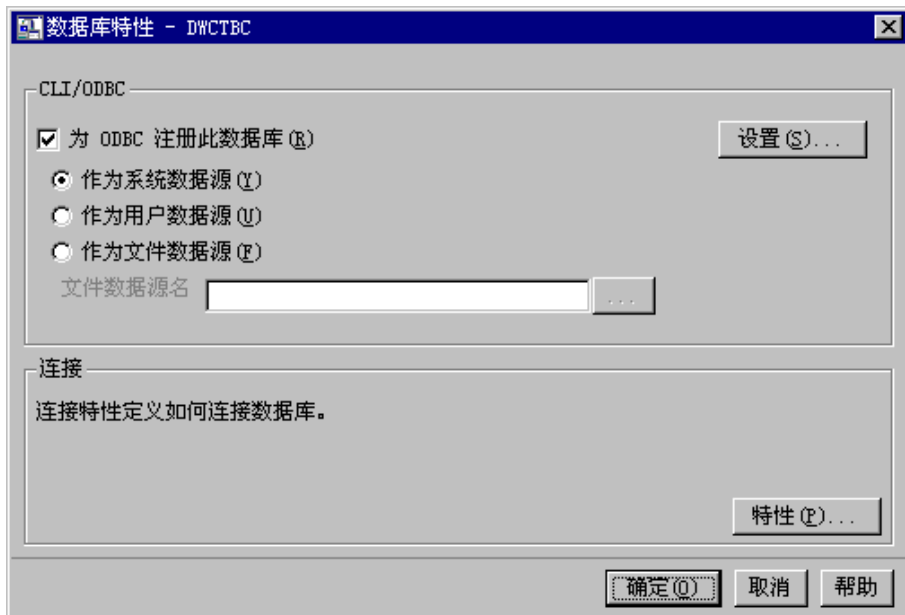 数据库特性 - DWCTBC
CLI/ODBC
为 ODBC 注册此数据库(R)
设置(S)...
作为系统数据源(Y)
作为用户数据源(U)
作为文件数据源(F)
文件数据源名
...
连接
连接特性定义如何连接数据库。
特性(P)...
确定(O)
取消
帮助